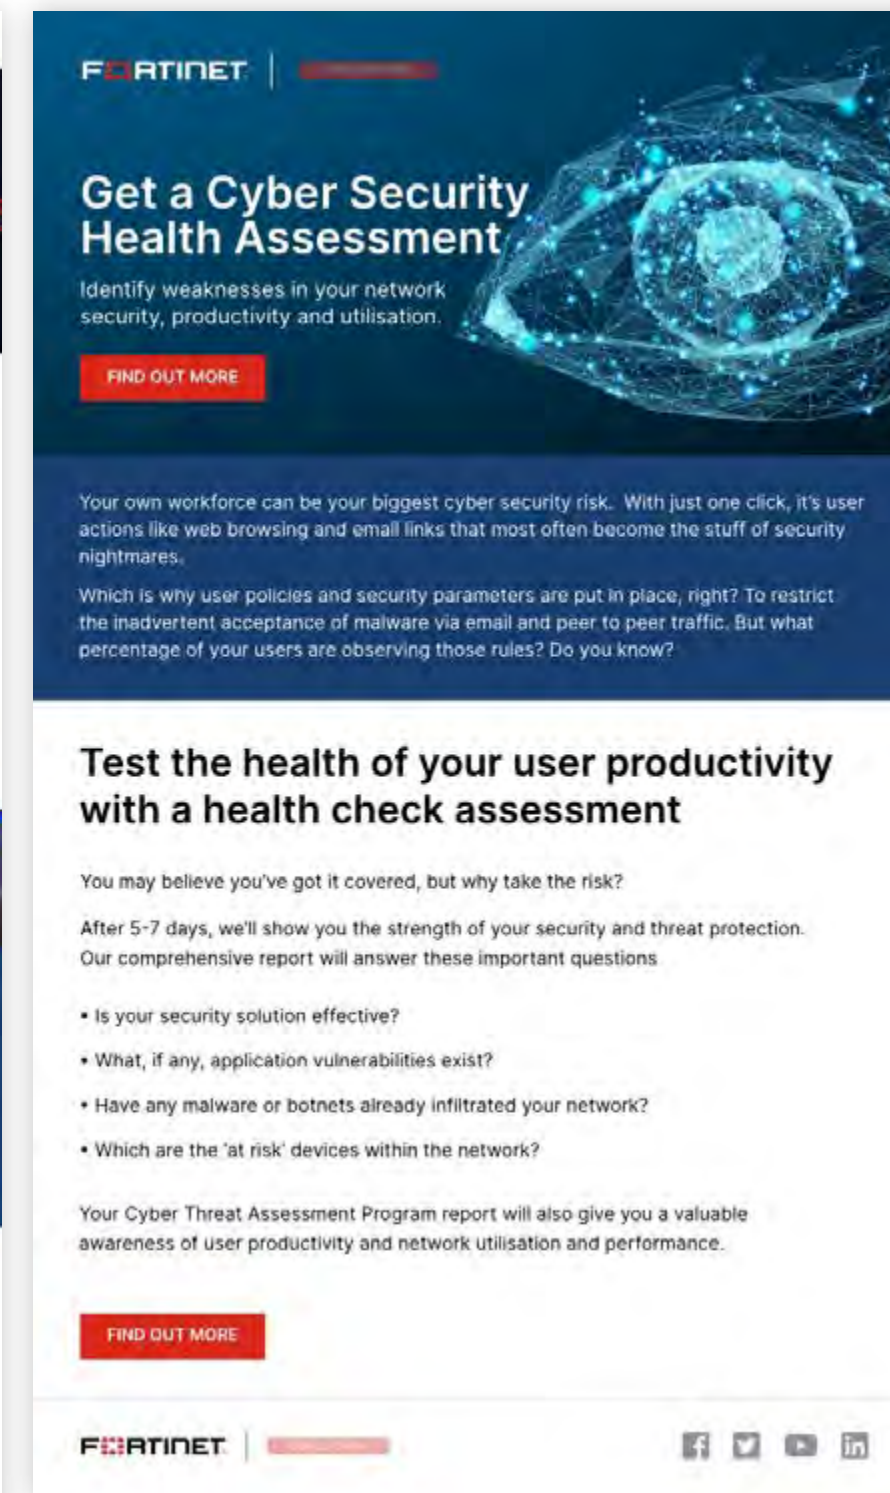 FORTINET
Get a Cyber Security
Health Assessment
Identify weaknesses in your network
security, productivity and utilisation.
FIND OUT MORE
Your own workforce can be your biggest cyber security risk. With just one click, it's user
actions like web browsing and email links that most often become the stuff of security
nightmares.
Which is why user policies and security parameters are put in place, right? To restrict
the inadvertent acceptance of malware via email and peer to peer traffic. But what
percentage of your users are observing those rules? Do you know?
Test the health of your user productivity
with a health check assessment
You may believe you've got it covered, but why take the risk?
After 5-7 days, we'll show you the strength of your security and threat protection.
Our comprehensive report will answer these important questions
• Is your security solution effective?
• What, if any, application vulnerabilities exist?
• Have any malware or botnets already infiltrated your network?
• Which are the 'at risk' devices within the network?
Your Cyber Threat Assessment Program report will also give you a valuable
awareness of user productivity and network utilisation and performance.
FIND OUT MORE
FORTINET